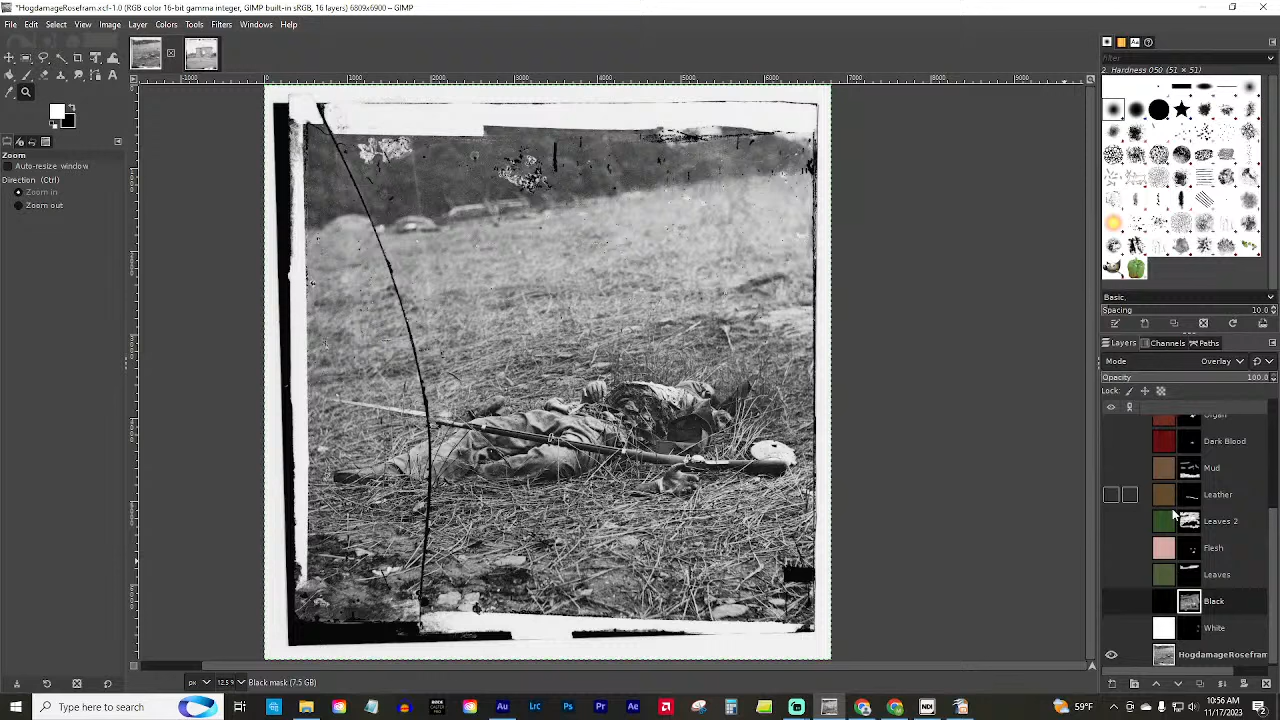 *HogdamageRosefram.xcf-1.0 (RGB color 16-bit gamma integer, GIMP built-in sRGB, 16 layers) 6809x6900 – GIMP
File Edit Select View Image Layer Colors Tools Filters Windows Help
filter
2. Hardness 050 (51 × 51)
Zoom
Auto-resize window
Direction (Ctrl)
Zoom in
Zoom out
Basic,
Spacing 10.0
Layers Channels Paths
Mode Overlay
Opacity 100.0
Lock:
Organ
Dark Blood
Mud
Leather
Leaves 2
Flesh
Leaves
Black
White
HogdamageRosefram
px 12.5 Black mask (7.5 GB)
Type here to search
59°F
10:56 AM
11/17/2023